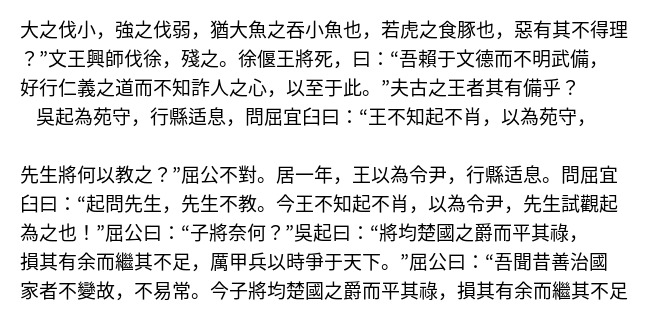 大之伐小，強之伐弱，猶大魚之吞小魚也，若虎之食豚也，惡有其不得理
？”文王興師伐徐，殘之。徐偃王將死，曰：“吾賴于文德而不明武備，
好行仁義之道而不知詐人之心，以至于此。”夫古之王者其有備乎？
吳起為苑守，行縣适息，問屈宜臼曰：“王不知起不肖，以為苑守，
先生將何以教之？”屈公不對。居一年，王以為令尹，行縣适息。問屈宜
臼曰：“起問先生，先生不教。今王不知起不肖，以為令尹，先生試觀起
為之也！”屈公曰：“子將奈何？”吳起曰：“將均楚國之爵而平其祿，
損其有余而繼其不足，厲甲兵以時爭于天下。”屈公曰：“吾聞昔善治國
家者不變故，不易常。今子將均楚國之爵而平其祿，損其有余而繼其不足